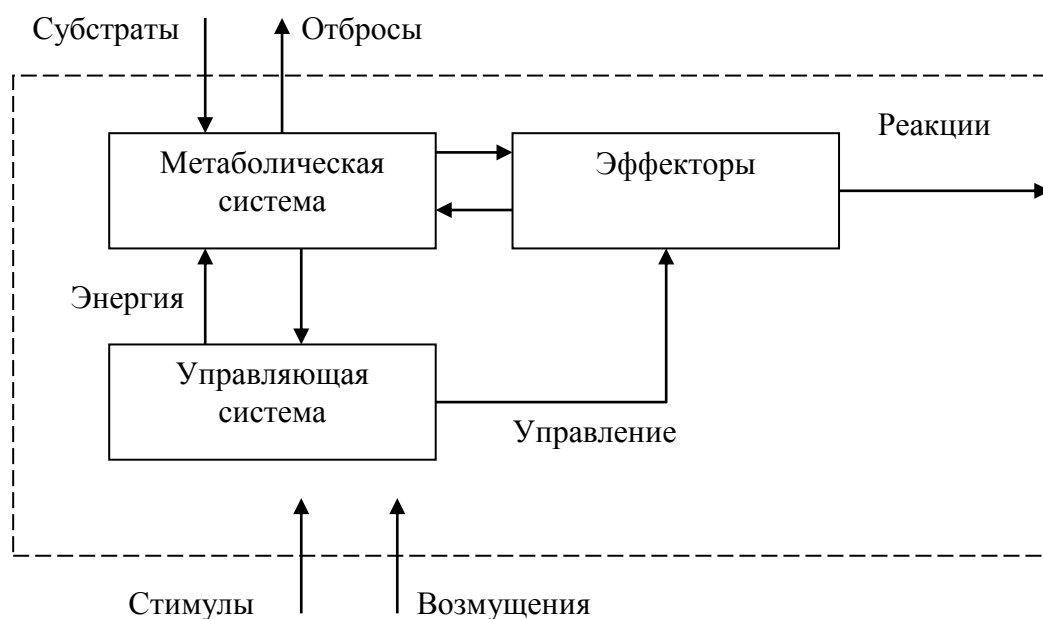 Субстраты
Отбросы
Реакции
Метаболическая
система
Эффекторы
Энергия
Управляющая
система
Управление
Стимулы
Возмущения